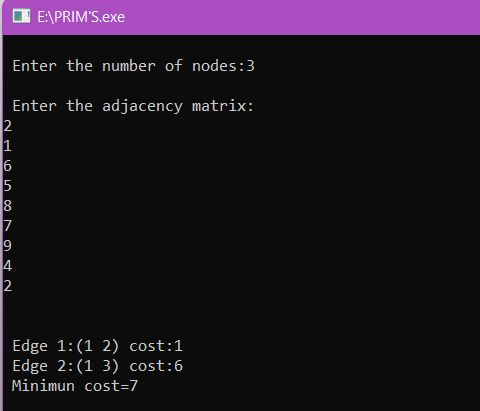 E:\PRIM'S.exe
Enter the number of nodes:3
Enter the adjacency matrix:
2
1
6
5
8
7
9
4
2
Edge 1:(1 2) cost:1
Edge 2:(1 3) cost:6
Minimun cost=7